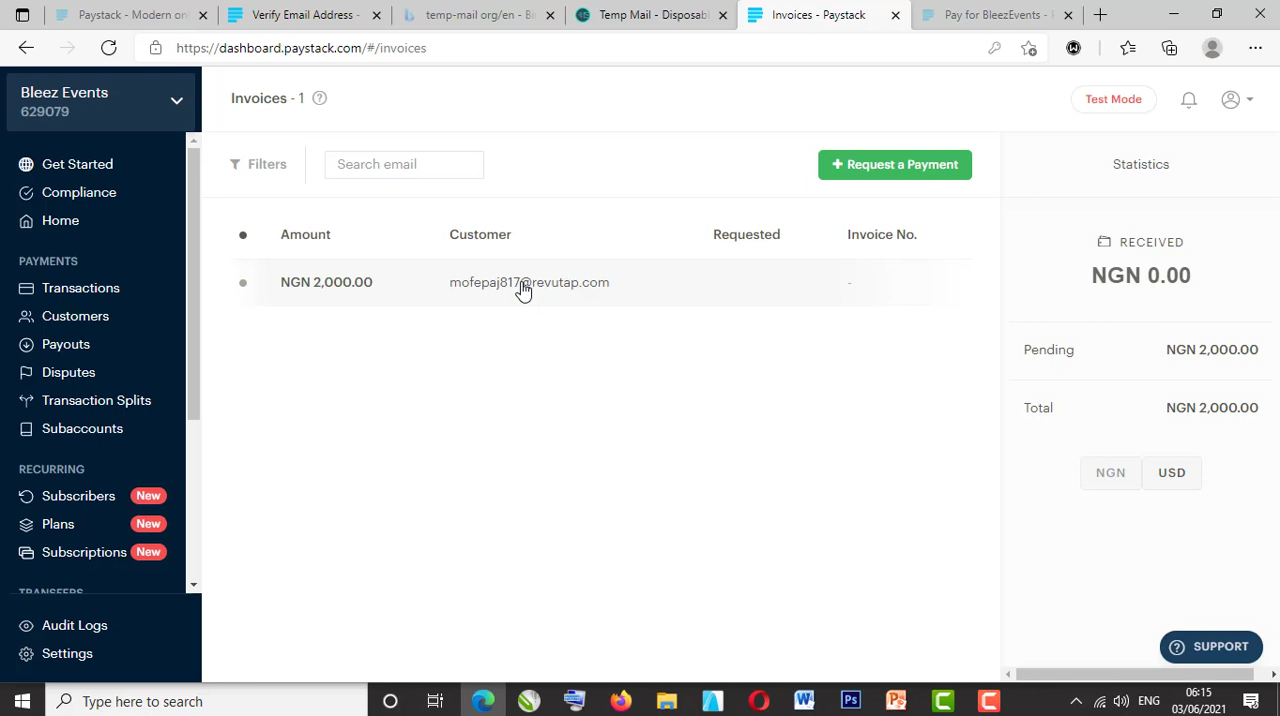 Paystack - Modern on
Verify Email Address -
temp-mail org/en - Bi
Temp Mail - Disposab
Invoices - Paystack
Pay for BleezEvents - P
https://dashboard.paystack.com/#/invoices
Bleez Events
629079
Invoices - 1
Test Mode
Get Started
Compliance
Home
PAYMENTS
Transactions
Customers
Payouts
Disputes
Transaction Splits
Subaccounts
RECURRING
Subscribers New
Plans New
Subscriptions New
TRANSFERS
Audit Logs
Settings
Filters
Search email
+ Request a Payment
Amount Customer Requested Invoice No.
NGN 2,000.00 mofepaj817@revutap.com -
Statistics
RECEIVED
NGN 0.00
Pending NGN 2,000.00
Total NGN 2,000.00
NGN USD
SUPPORT
Type here to search
ENG
06:15
03/06/2021